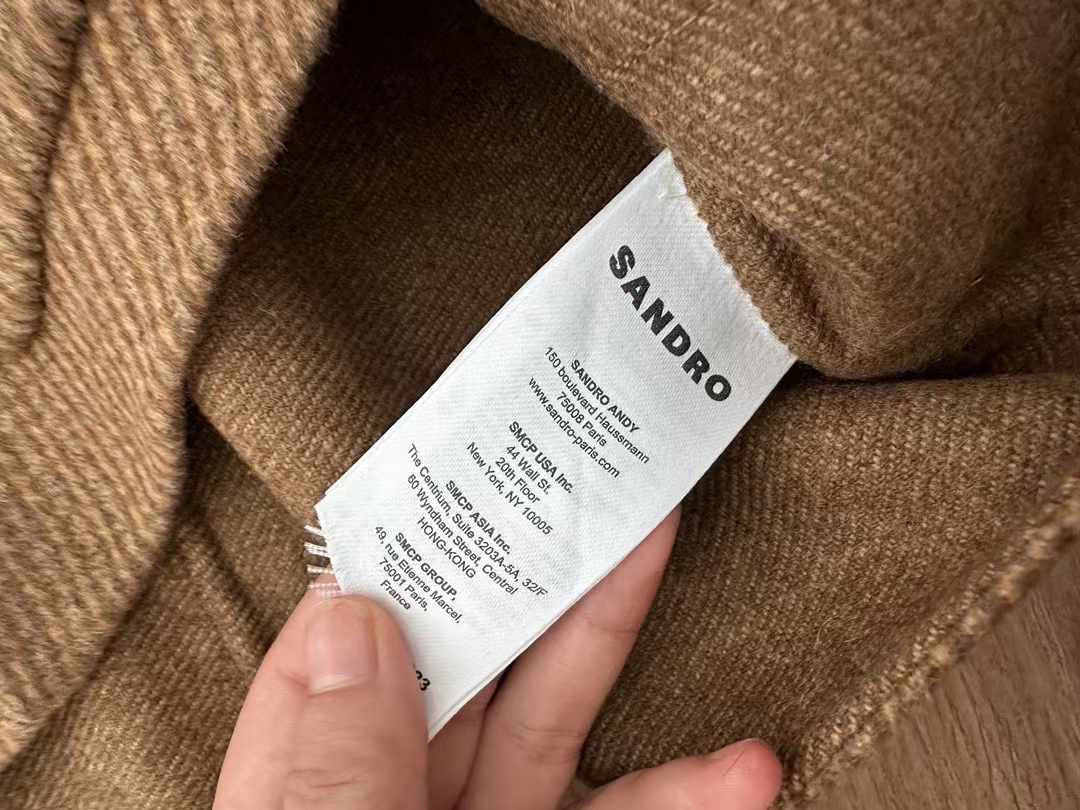 SANDRO
SANDRO ANDY
150 boulevard Haussmann
75008 Paris
www.sandro-paris.com
SMCP USA Inc.
44 Wall St.
20th Floor
New York, NY 10005
SMCP ASIA Inc.
The Centrium, Suite 3203A-5A, 32/F
60 Wyndham Street, Central
HONG-KONG
SMCP GROUP,
49, rue Etienne Marcel,
75001 Paris,
France